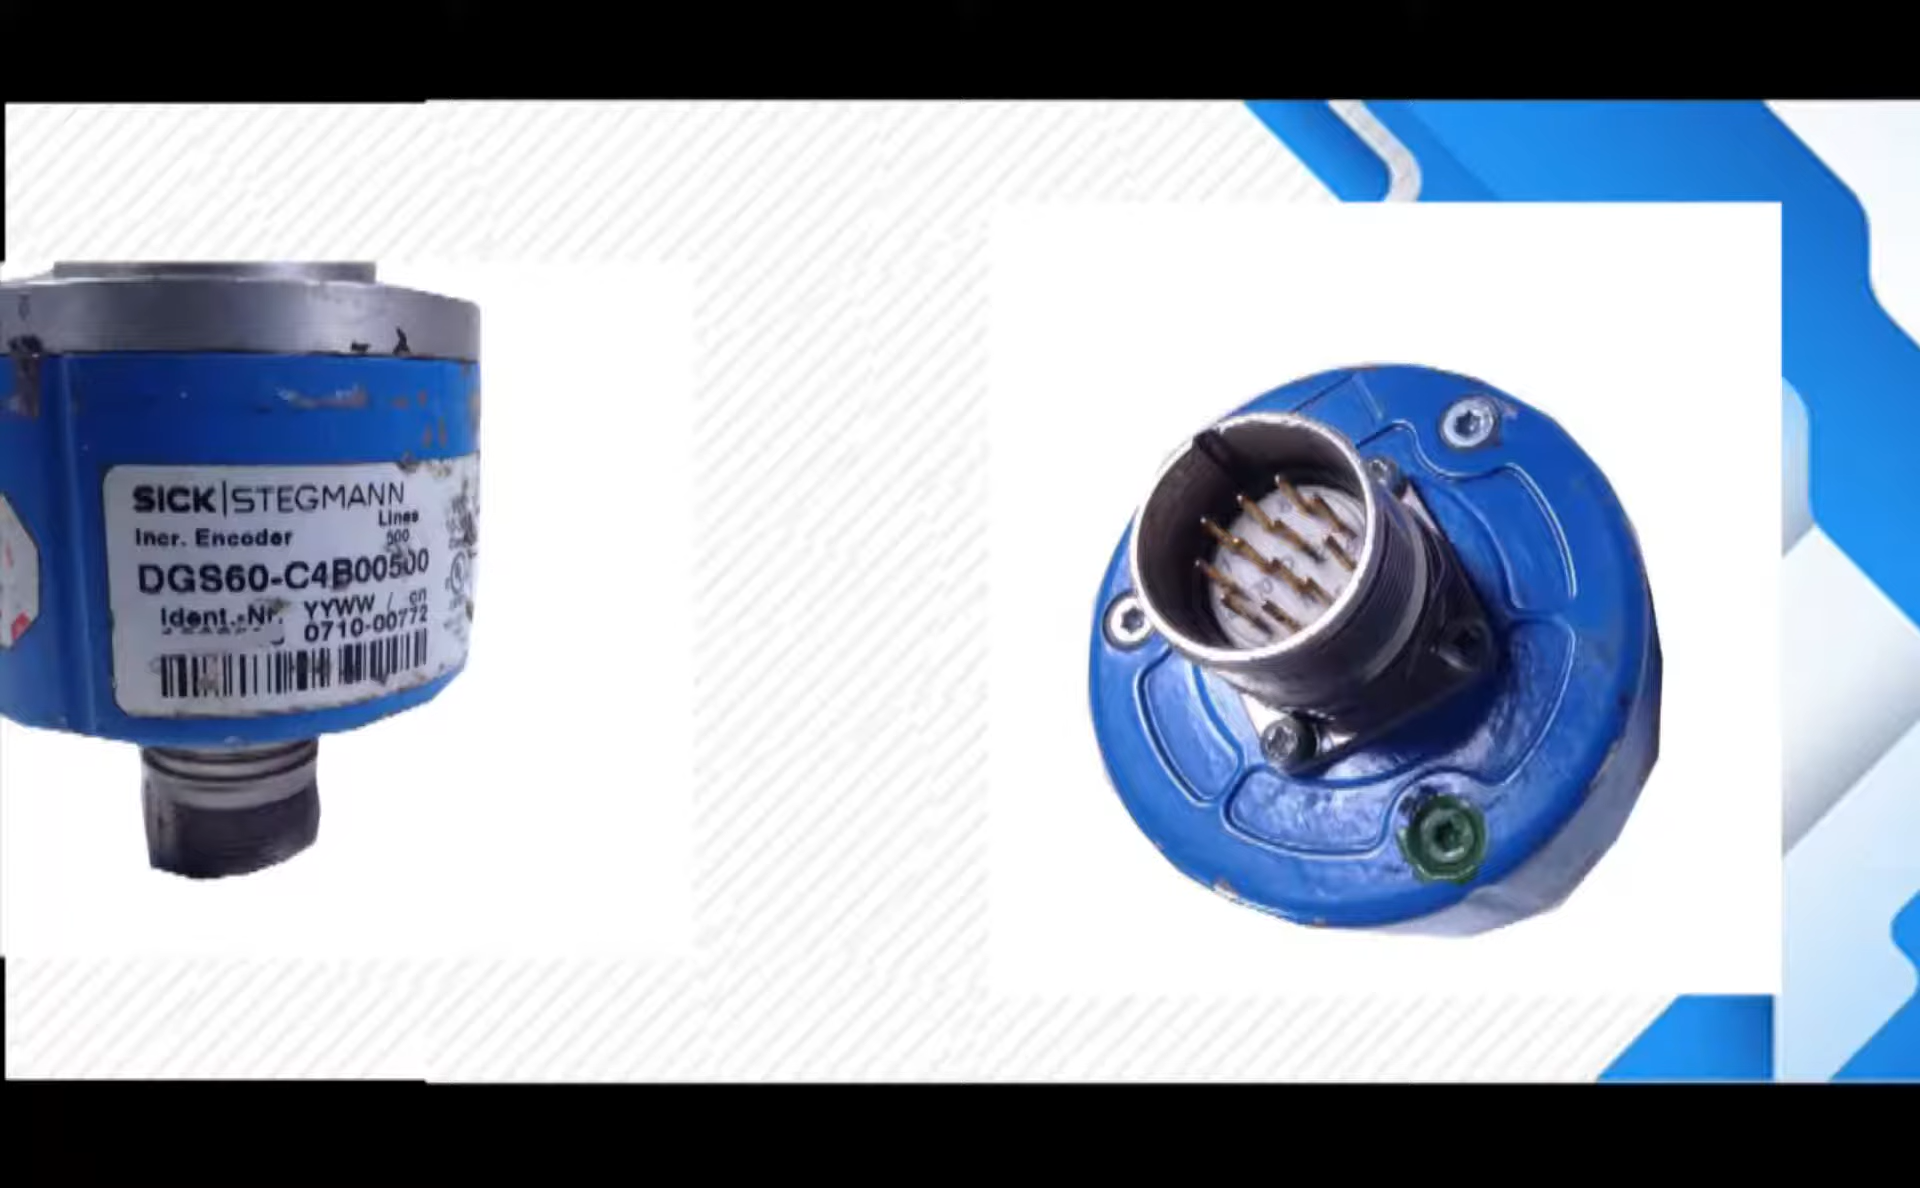 SICK|STEGMANN
Lines
Incr. Encoder 500
DGS60-C4B00500
Ident.-Nr. YYWW / cn
0710-00772